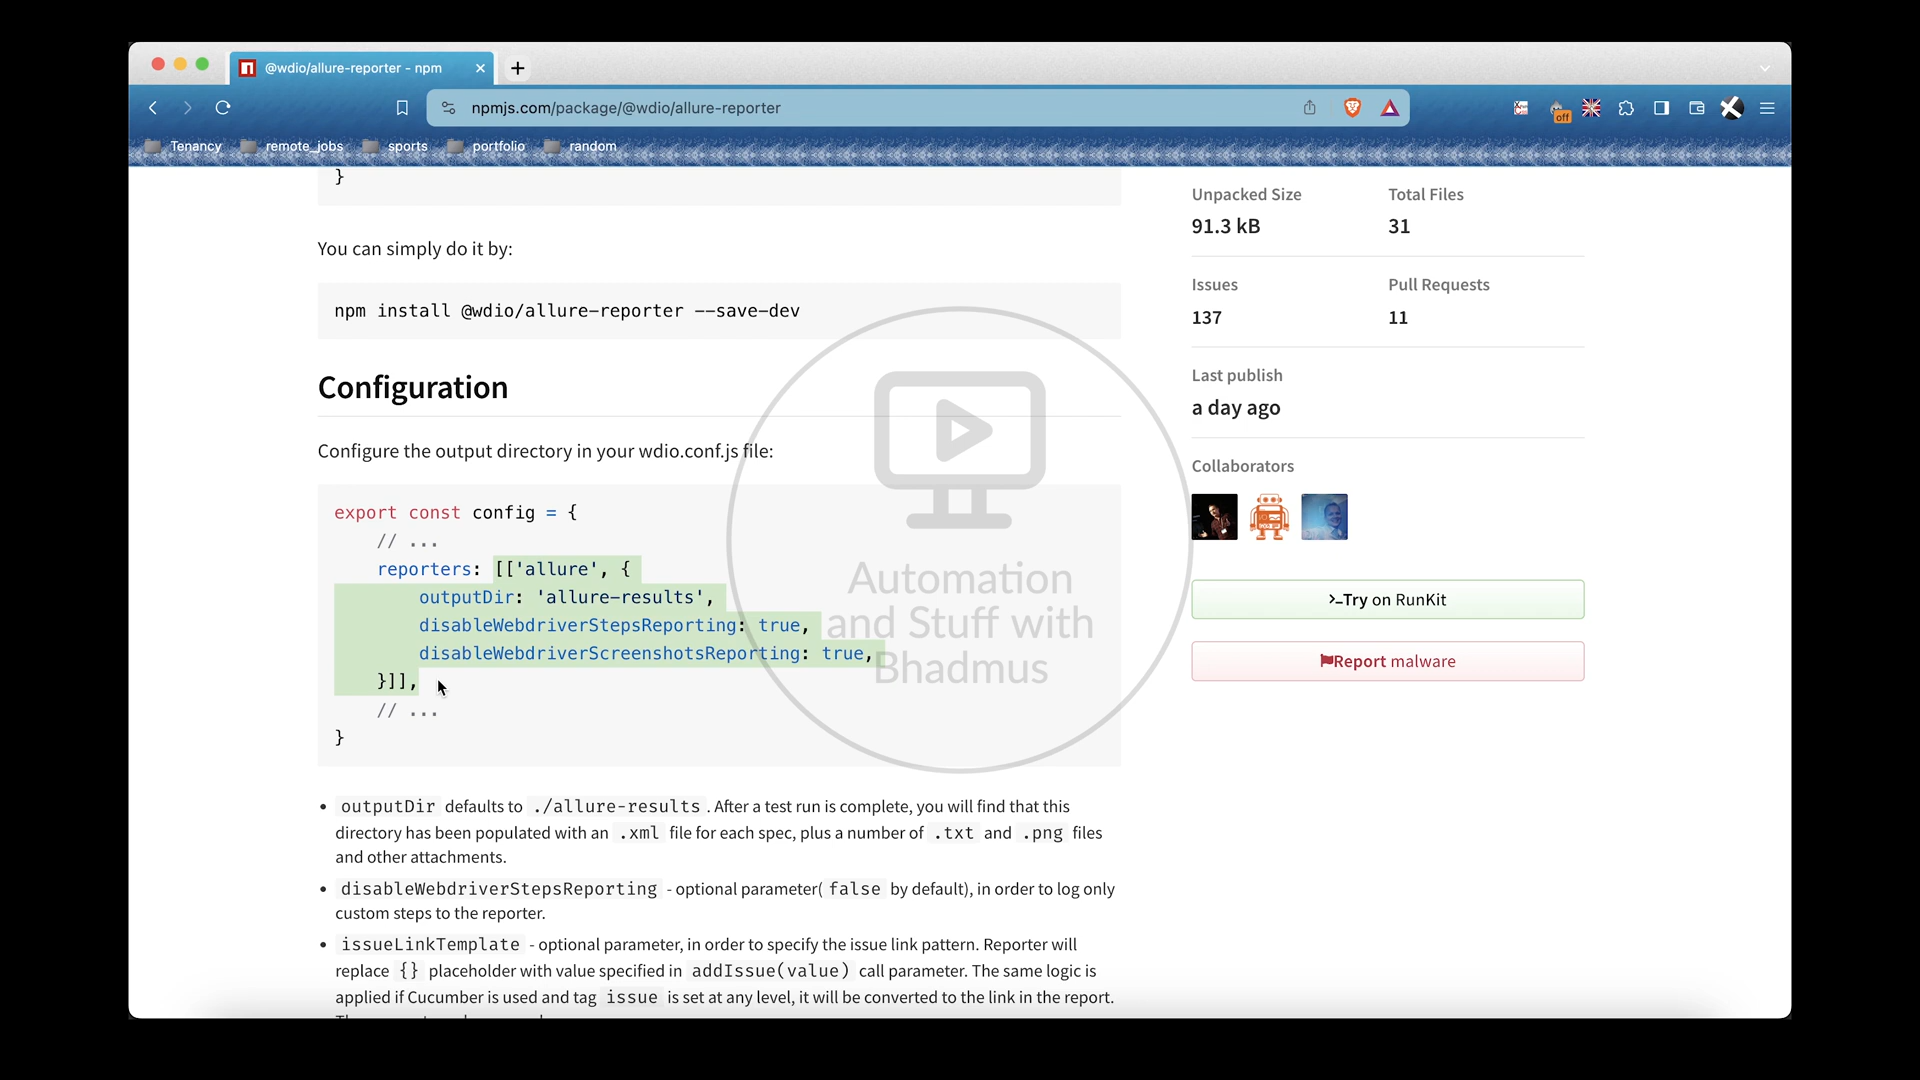 @wdio/allure-reporter - npm
npmjs.com/package/@wdio/allure-reporter
off
Tenancy remote_jobs sports portfolio random
}
You can simply do it by:
npm install @wdio/allure-reporter --save-dev
Configuration
Configure the output directory in your wdio.conf.js file:
export const config = {
// ...
reporters: [['allure', {
outputDir: 'allure-results',
disableWebdriverStepsReporting: true,
disableWebdriverScreenshotsReporting: true,
}]],
// ...
}
outputDir defaults to ./allure-results . After a test run is complete, you will find that this
directory has been populated with an .xml file for each spec, plus a number of .txt and .png files
and other attachments.
disableWebdriverStepsReporting - optional parameter( false by default), in order to log only
custom steps to the reporter.
issueLinkTemplate - optional parameter, in order to specify the issue link pattern. Reporter will
replace {} placeholder with value specified in addIssue(value) call parameter. The same logic is
applied if Cucumber is used and tag issue is set at any level, it will be converted to the link in the report.
Unpacked Size Total Files
91.3 kB 31
Issues Pull Requests
137 11
Last publish
a day ago
Collaborators
Try on RunKit
Report malware
Automation
and Stuff with
Bhadmus